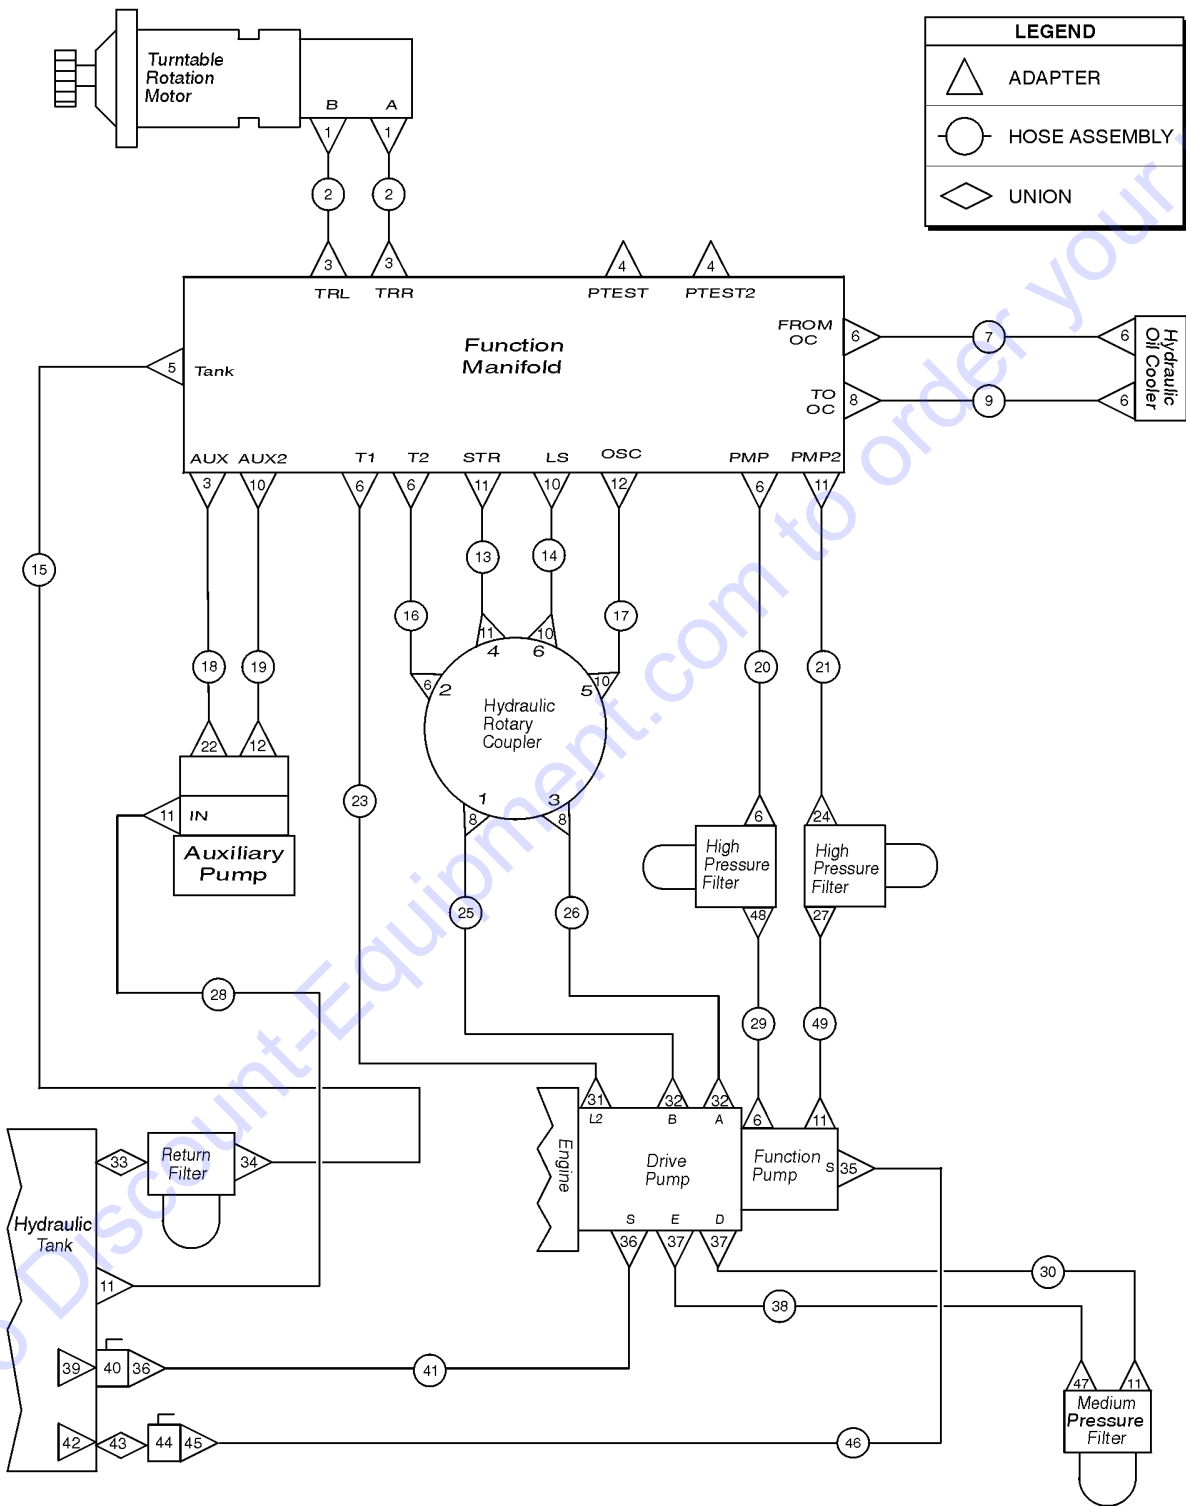 LEGEND
ADAPTER
HOSE ASSEMBLY
UNION
Turntable
Rotation
Motor
B A
1 1
2 2
3 3 4 4
TRL TRR PTEST PTEST2
FROM
OC
6 7 6
Hydraulic
Oil Cooler
Function
Manifold
5 Tank
TO
OC
8 9 6
AUX AUX2 T1 T2 STR LS OSC PMP PMP2
3 10 6 6 11 10 12 6 11
15 13 14
16 17
11 10
4 6
18 19 20 21
6 2 5 10
Hydraulic
Rotary
Coupler
22 12
23
1 3
8 8
11 IN
6 24
Auxiliary
Pump
High
Pressure
Filter
High
Pressure
Filter
25 26 48 27
28
29 49
31 32 32 6 11
L2 B A
Engine
Drive
Pump
Function
Pump
S 35
33
Return
Filter
34
S E D
36 37 37
Hydraulic
Tank
11
30
38
39 40 36 41
47 11
Medium
Pressure
Filter
42 43 44 45 46
Discount-Equipment.com to order your